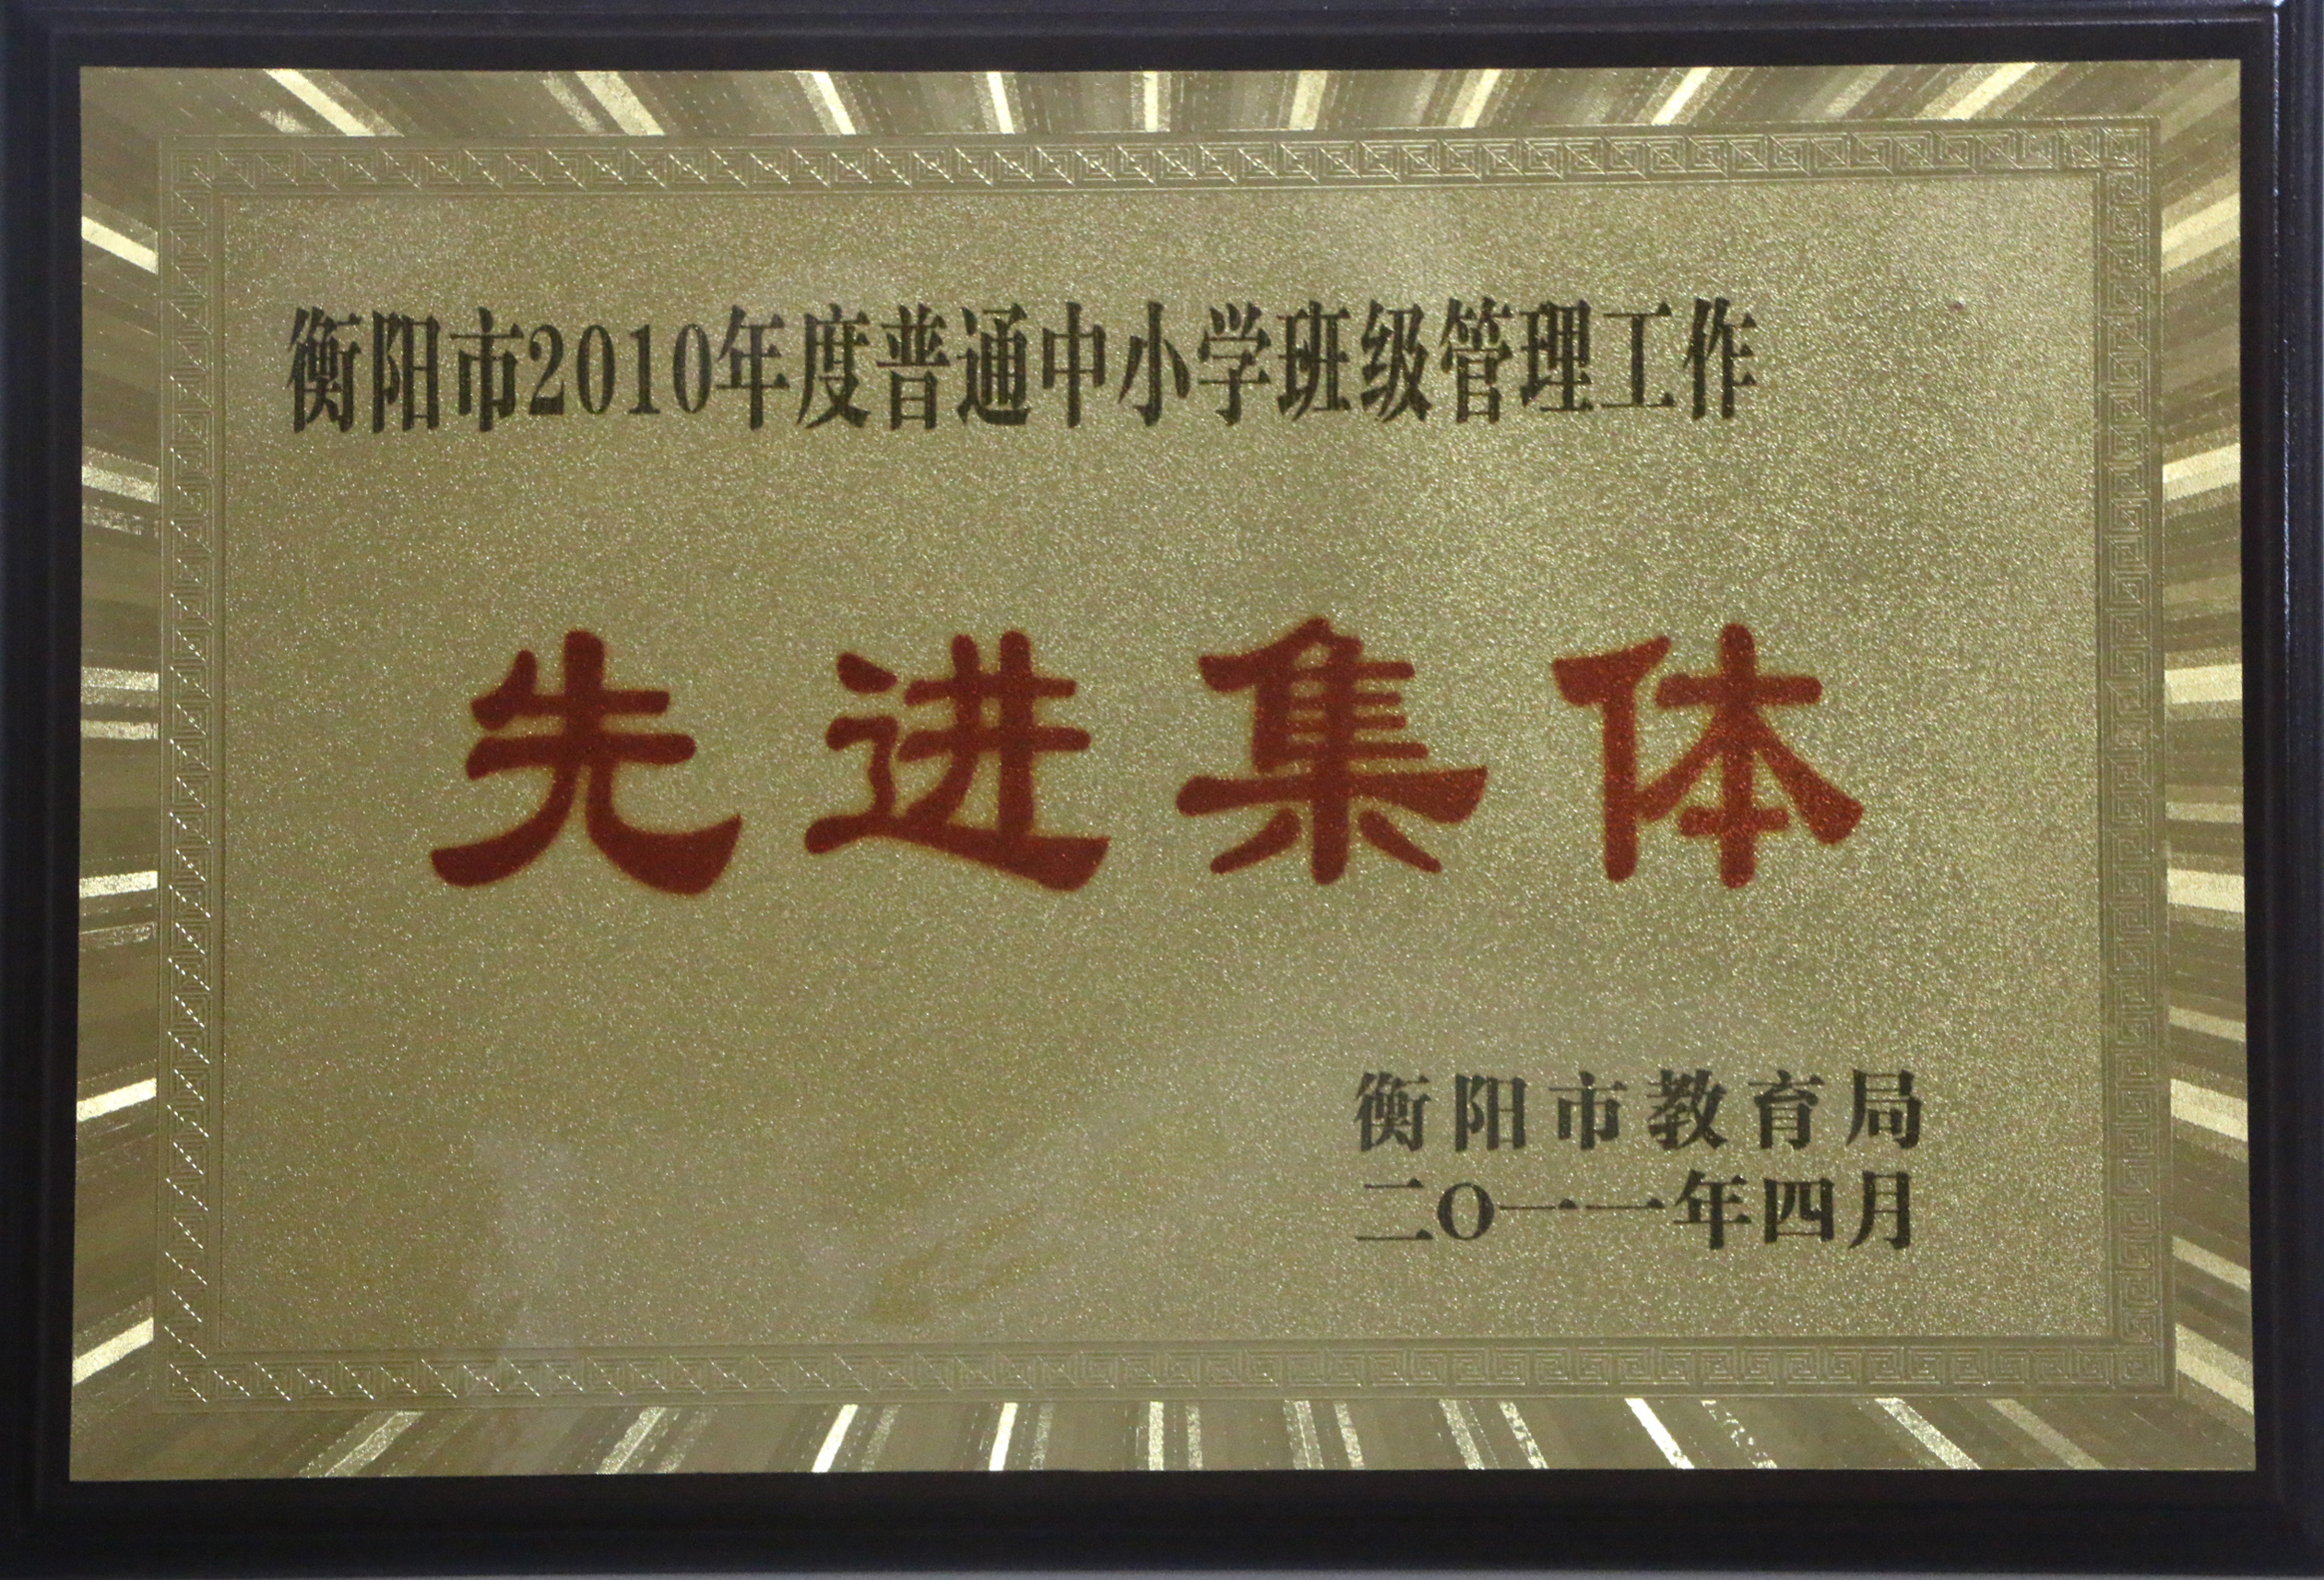 衡阳市2010年度普通中小学班级管理工作
先进集体
衡阳市教育局
二O一一年四月